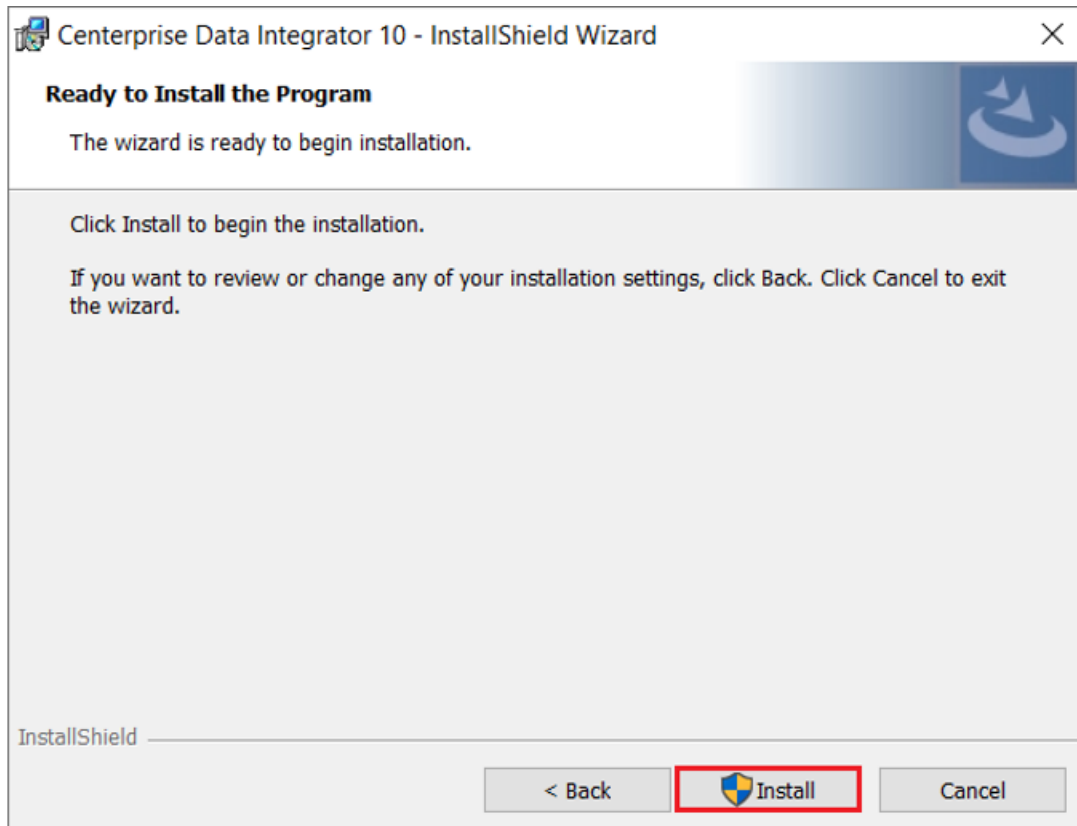 Centerprise Data Integrator 10 - InstallShield Wizard
Ready to Install the Program
The wizard is ready to begin installation.
Click Install to begin the installation.
If you want to review or change any of your installation settings, click Back. Click Cancel to exit
the wizard.
InstallShield
< Back
Install
Cancel